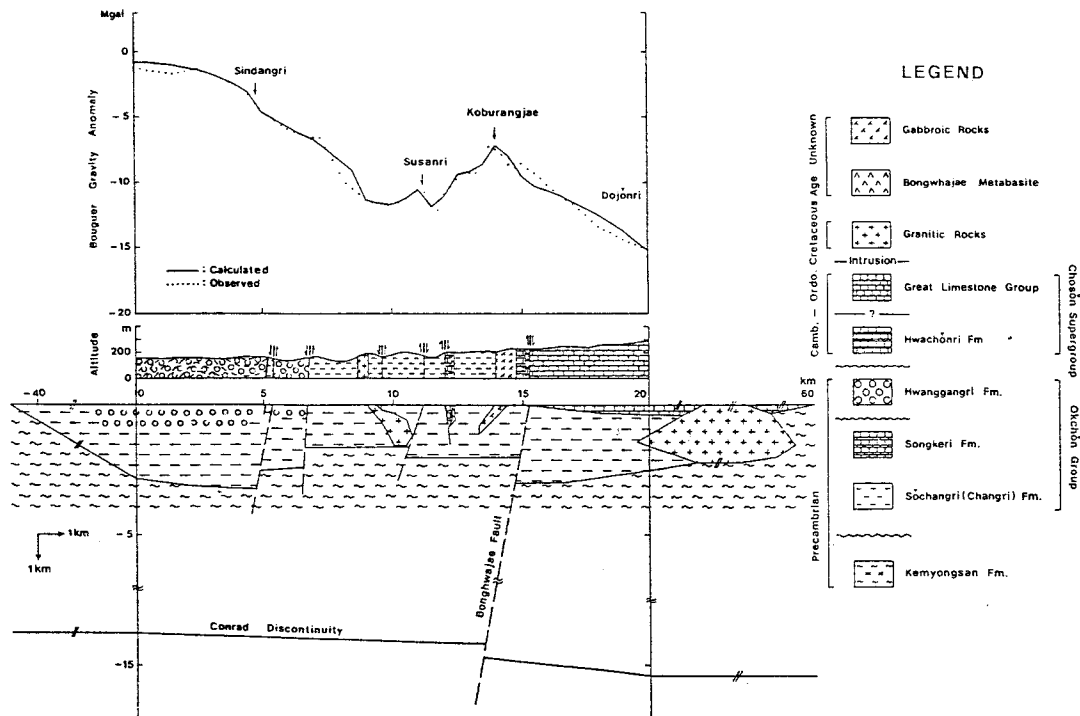 Mgal
0
-5
-10
-15
-20
Bouguer Gravity Anomaly
Sindangri
Koburangjae
Susanri
Dojŏnri
: Calculated
: Observed
m
200
0
Altitude
-40
0
5
10
15
20
km
60
1km
1km
-5
-15
Bonghwajae Fault
Conrad Discontinuity
LEGEND
Gabbroic Rocks
Bongwhajae Metabasite
Granitic Rocks
Intrusion
Great Limestone Group
?
Hwachŏnri Fm
Hwanggangri Fm.
Songkeri Fm.
Sŏchangri (Changri) Fm.
Kemyongsan Fm.
Age Unknown
Cretaceous
Camb. - Ordo.
Precambrian
Chosŏn Supergroup
Okchŏn Group